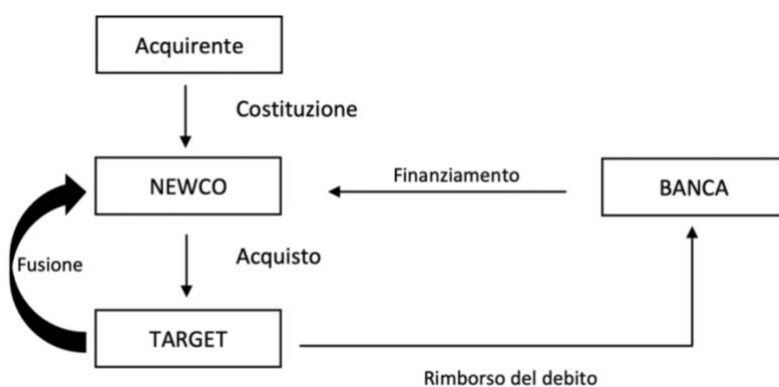 Acquirente
Costituzione
NEWCO
Finanziamento
BANCA
Fusione
Acquisto
TARGET
Rimborso del debito